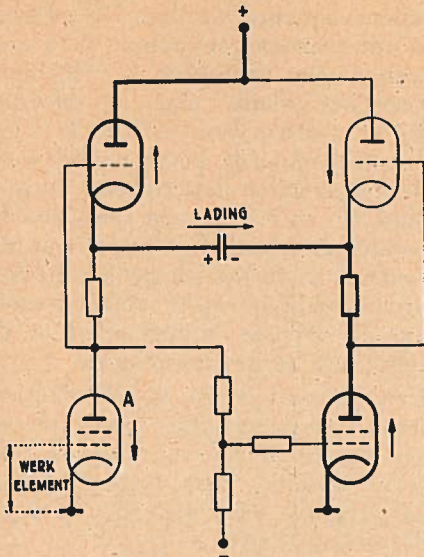 +
LADING
+ -
A
WERK
ELEMENT
-